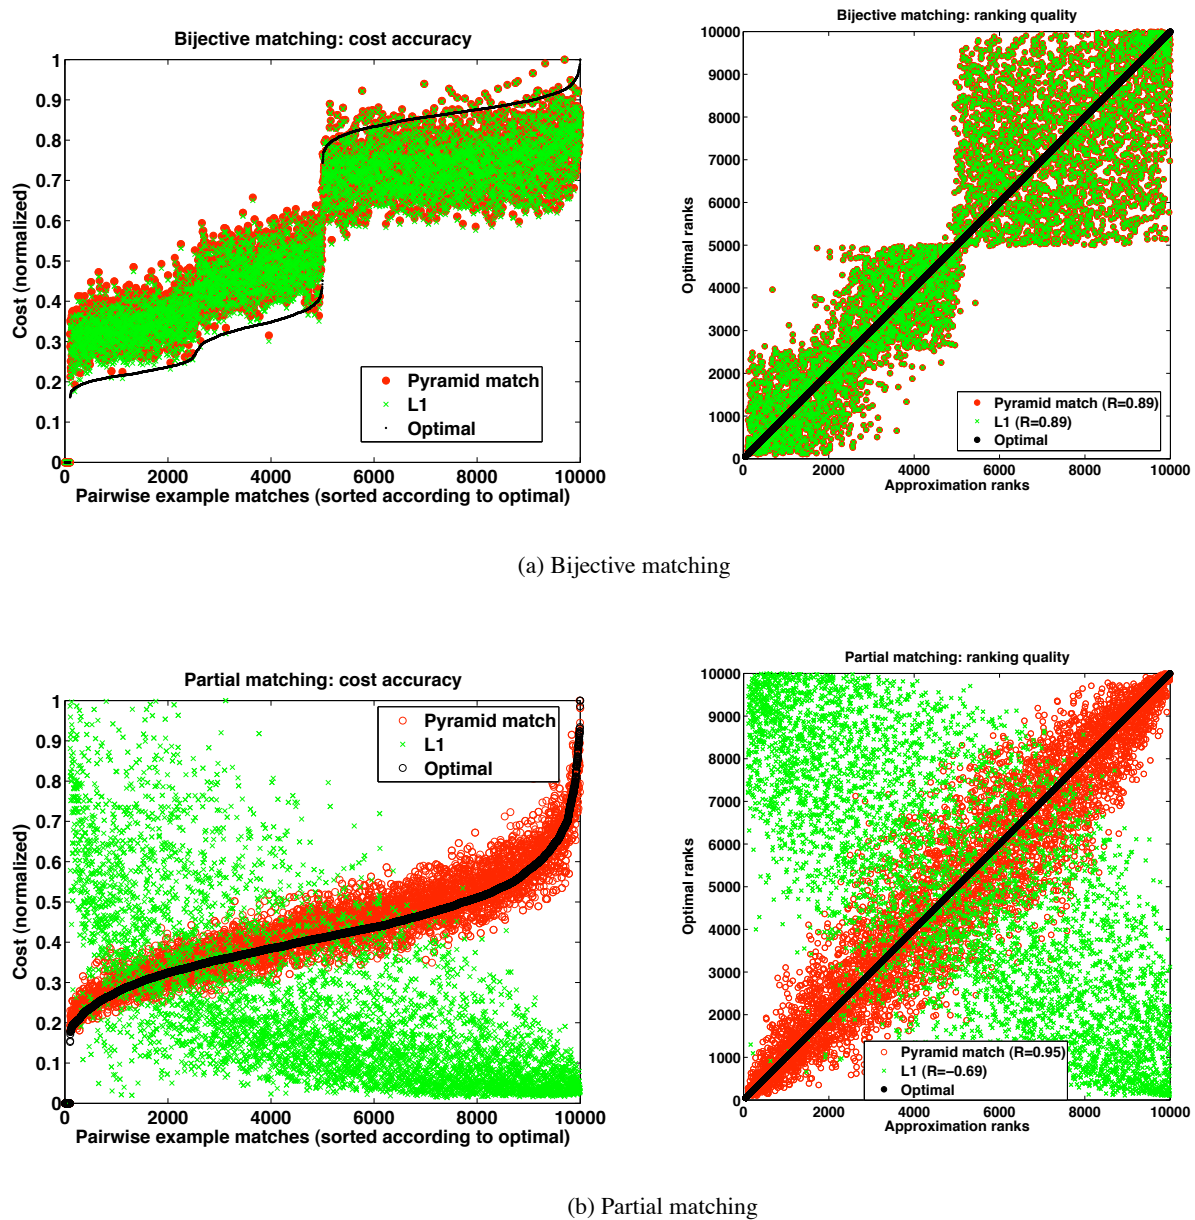 Bijective matching: cost accuracy
1
0.9
0.8
0.7
0.6
0.5
0.4
0.3
0.2
0.1
0
Cost (normalized)
Pyramid match
L1
Optimal
0 2000 4000 6000 8000 10000
Pairwise example matches (sorted according to optimal)
Bijective matching: ranking quality
10000
9000
8000
7000
6000
5000
4000
3000
2000
1000
0
Optimal ranks
Pyramid match (R=0.89)
L1 (R=0.89)
Optimal
0 2000 4000 6000 8000 10000
Approximation ranks
(a) Bijective matching
Partial matching: cost accuracy
1
0.9
0.8
0.7
0.6
0.5
0.4
0.3
0.2
0.1
0
Cost (normalized)
Pyramid match
L1
Optimal
0 2000 4000 6000 8000 10000
Pairwise example matches (sorted according to optimal)
Partial matching: ranking quality
10000
9000
8000
7000
6000
5000
4000
3000
2000
1000
0
Optimal ranks
Pyramid match (R=0.95)
L1 (R=−0.69)
Optimal
0 2000 4000 6000 8000 10000
Approximation ranks
(b) Partial matching